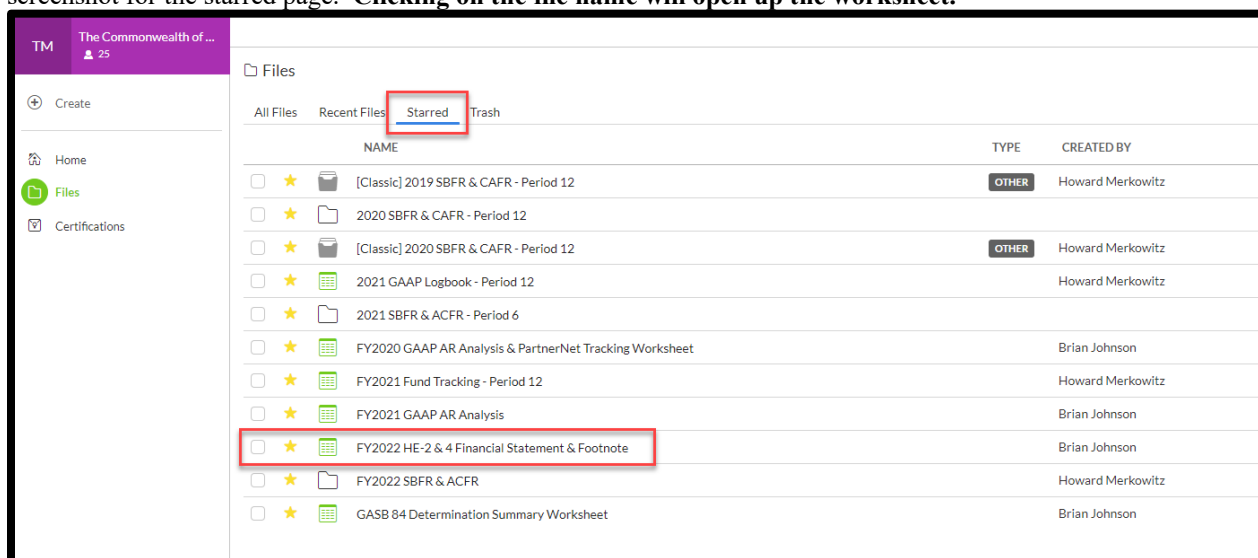 screenshot for the starred page. Clicking on the file name will open up the worksheet.
TM
The Commonwealth of ...
25
Files
Create
All Files Recent Files Starred Trash
NAME TYPE CREATED BY
Home
[Classic] 2019 SBFR & CAFR - Period 12 OTHER Howard Merkowitz
Files
2020 SBFR & CAFR - Period 12
Certifications
[Classic] 2020 SBFR & CAFR - Period 12 OTHER Howard Merkowitz
2021 GAAP Logbook - Period 12 Howard Merkowitz
2021 SBFR & ACFR - Period 6
FY2020 GAAP AR Analysis & PartnerNet Tracking Worksheet Brian Johnson
FY2021 Fund Tracking - Period 12 Howard Merkowitz
FY2021 GAAP AR Analysis Brian Johnson
FY2022 HE-2 & 4 Financial Statement & Footnote Brian Johnson
FY2022 SBFR & ACFR Howard Merkowitz
GASB 84 Determination Summary Worksheet Brian Johnson